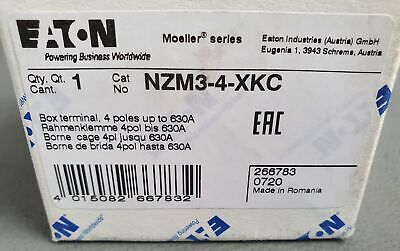 EATON
Powering Business Worldwide
Moeller® series
Eaton Industries (Austria) GmbH
Eugenia 1, 3943 Schrems, Austria
Qty. Qt. 1
Cant.
Cat
No
NZM3-4-XKC
Box terminal, 4 poles up to 630A
Rahmenklemme 4pol bis 630A
Borne cage 4pl jusqu 630A
Borne de brida 4pol hasta 630A
EAC
4 015082 667832
266783
0720
Made in Romania